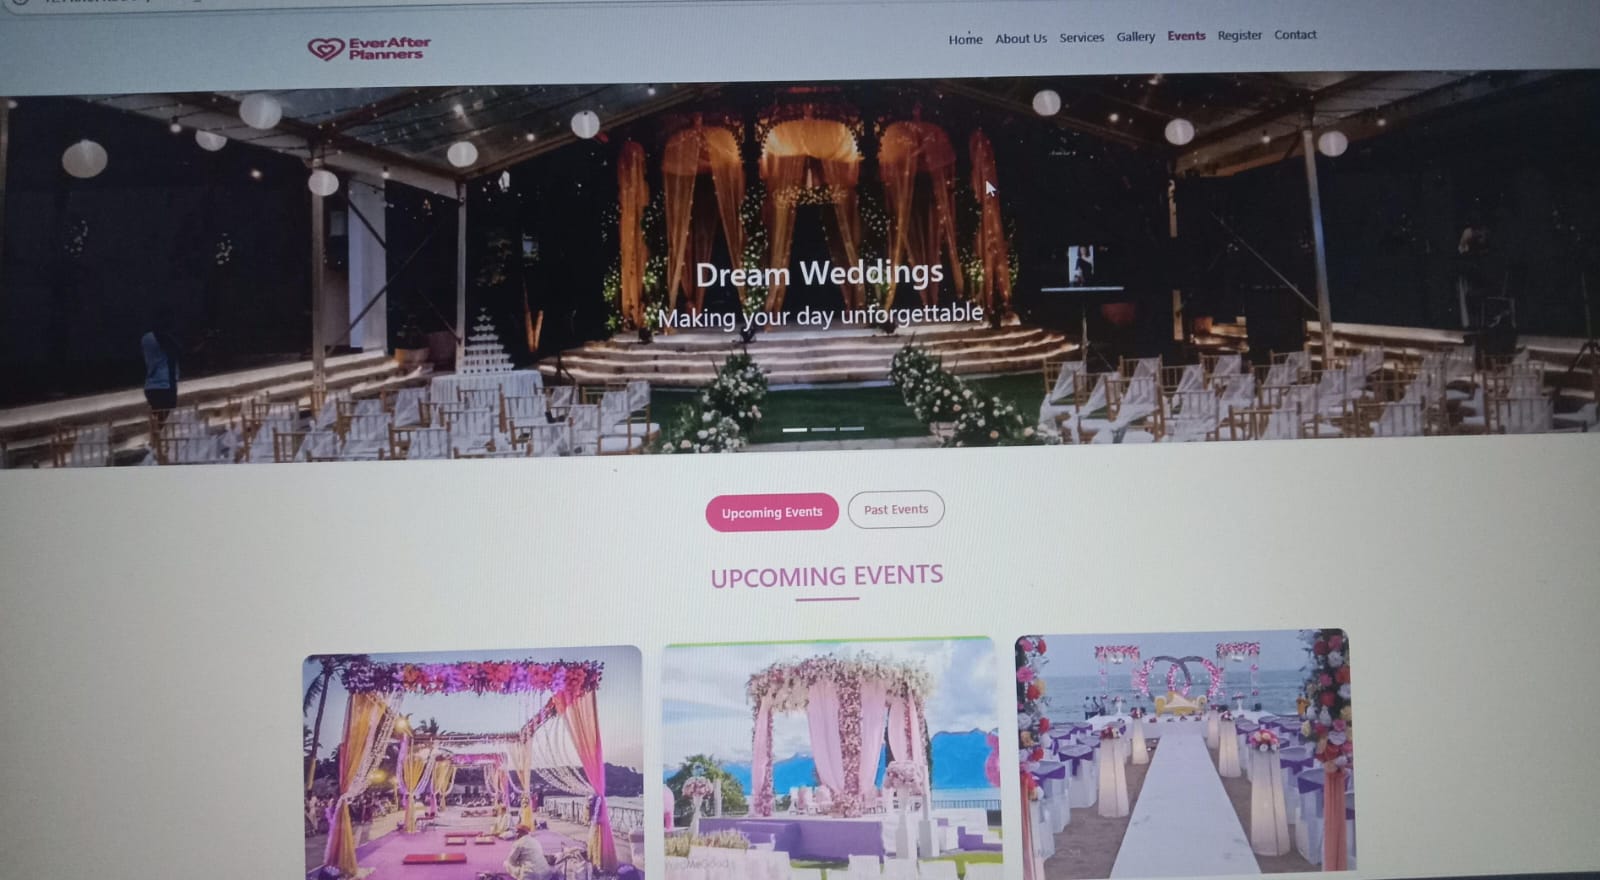 EverAfter
Planners
Home About Us Services Gallery Events Register Contact
Dream Weddings
Making your day unforgettable
Upcoming Events Past Events
UPCOMING EVENTS